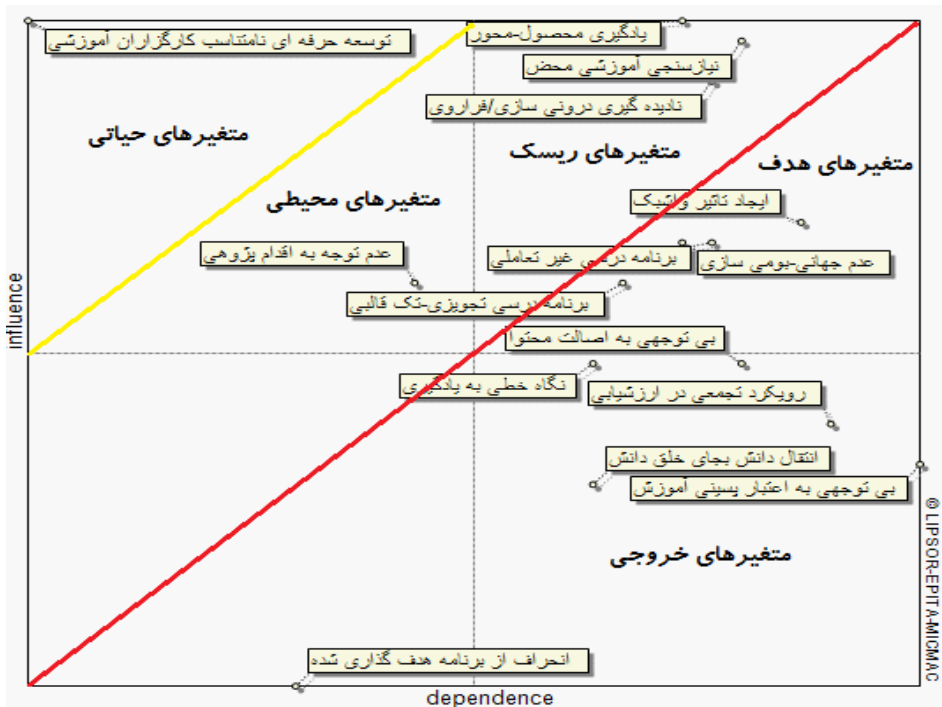 توسعه حرفه ای نامتناسب کارگزاران آموزشی
یادگیری محصول-محور
نیازسنجی آموزشی محض
نادیده گیری درونی سازی/فراروی
متغیرهای حیاتی
متغیرهای ریسک
متغیرهای هدف
متغیرهای محیطی
ایجاد تاثیر واشبک
عدم توجه به اقدام پژوهی
برنامه درسی غیر تعاملی
عدم جهانی-بومی سازی
برنامه درسی تجویزی-تک قالبی
بی توجهی به اصالت محتوا
نگاه خطی به یادگیری
رویکرد تجمعی در ارزشیابی
انتقال دانش بجای خلق دانش
بی توجهی به اعتبار پسینی آموزش
متغیرهای خروجی
انحراف از برنامه هدف گذاری شده
influence
dependence
© LIPSOR-EPITA-MICMAC